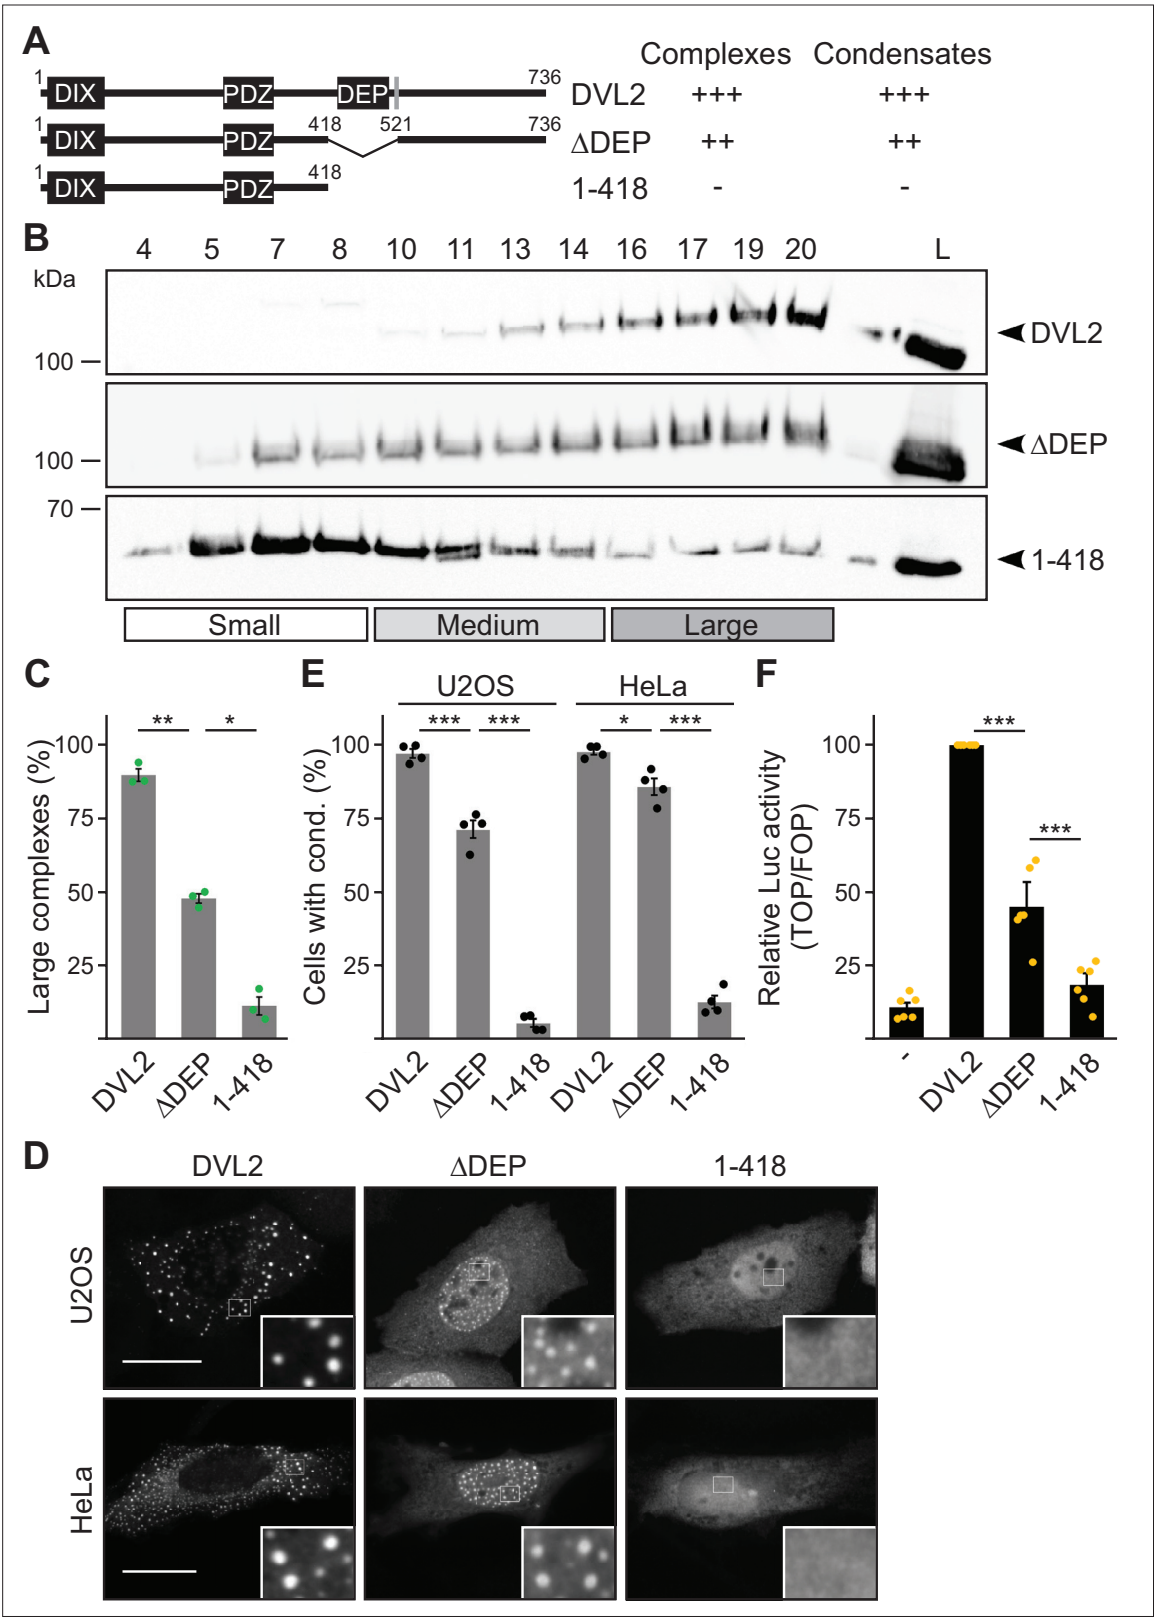 A
Complexes Condensates
1 DIX PDZ DEP 736 DVL2 +++ +++
1 DIX PDZ 418 521 736 ΔDEP ++ ++
1 DIX PDZ 418 1-418 - -
B
4 5 7 8 10 11 13 14 16 17 19 20 L
kDa
100 DVL2
100 ΔDEP
70
1-418
Small Medium Large
C
Large complexes (%)
100
75
50
25
** *
DVL2 ΔDEP 1-418
E
U2OS HeLa
Cells with cond. (%)
100
75
50
25
*** *** * ***
DVL2 ΔDEP 1-418 DVL2 ΔDEP 1-418
F
Relative Luc activity
(TOP/FOP)
100
75
50
25
***
***
- DVL2 ΔDEP 1-418
D
DVL2 ΔDEP 1-418
U2OS
HeLa